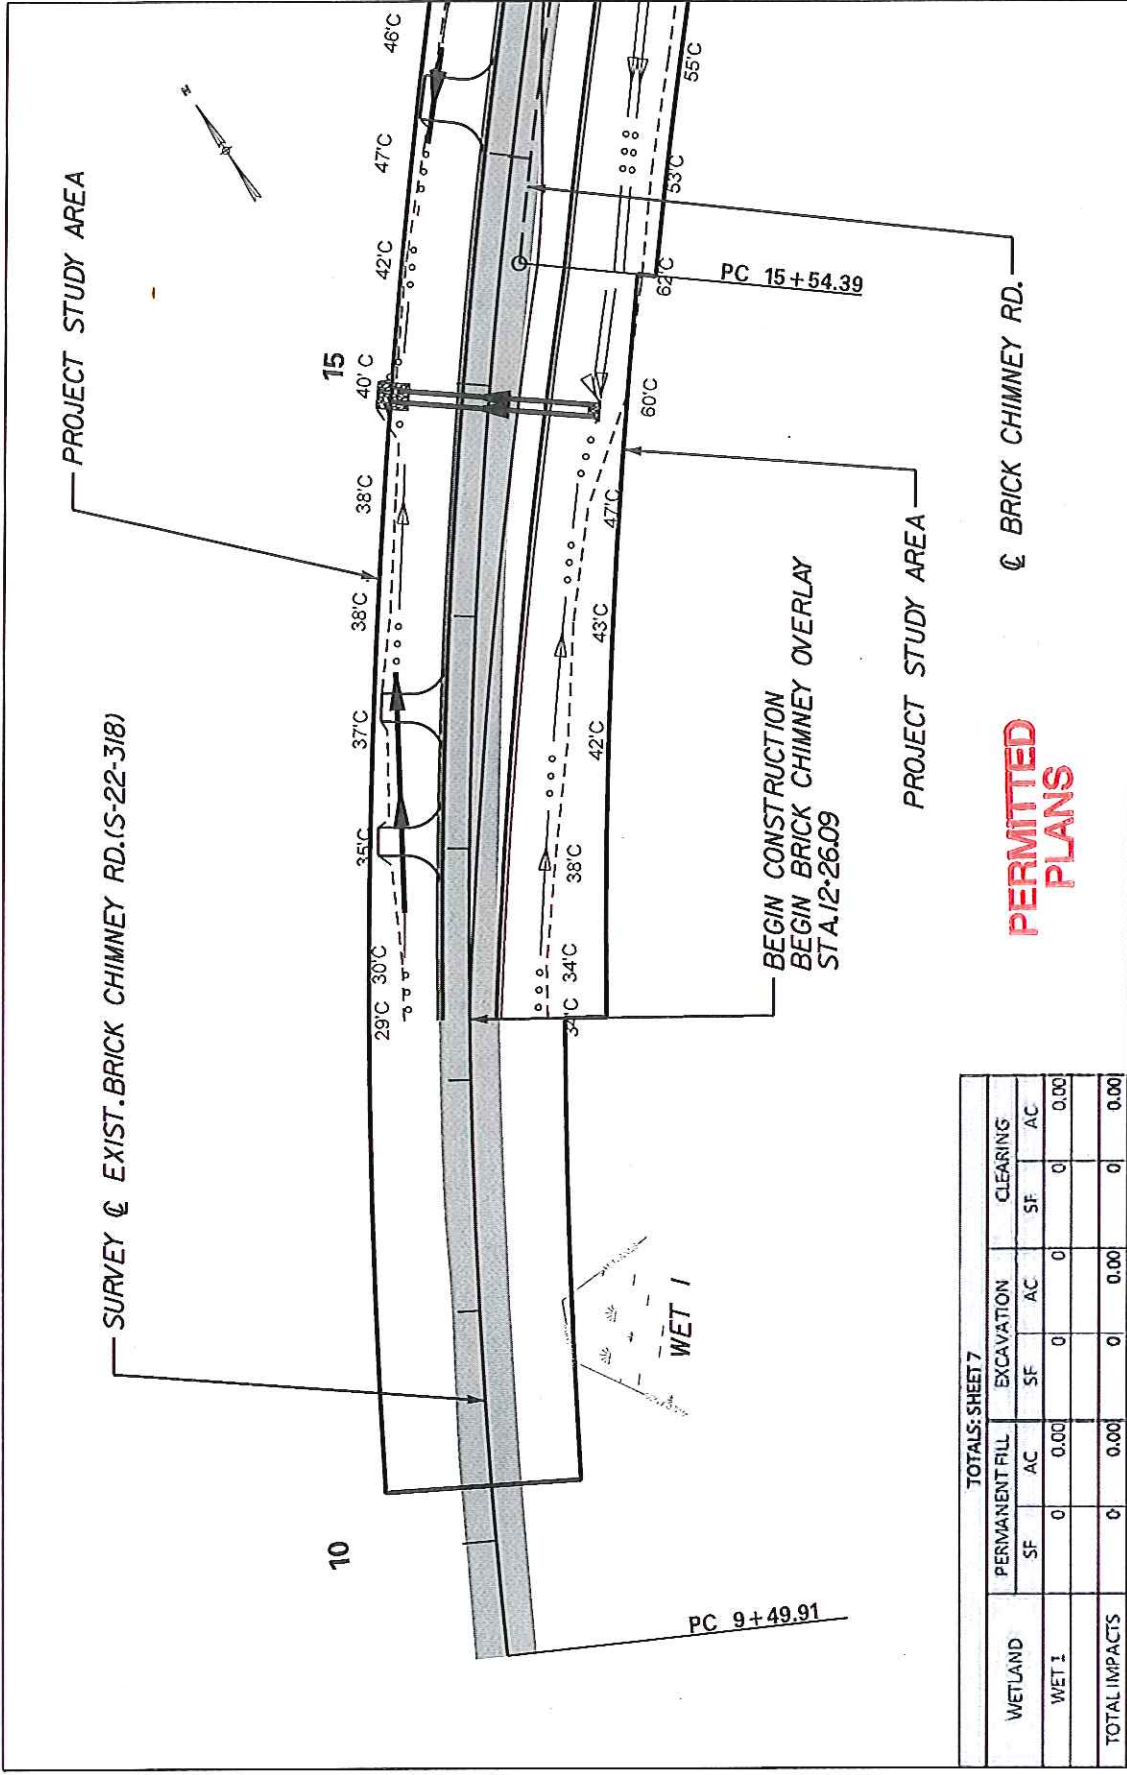 PROJECT STUDY AREA
SURVEY ℄ EXIST. BRICK CHIMNEY RD.(S-22-318)
10
15
29'C
30'C
35'C
37'C
38'C
38'C
40'C
42'C
47'C
46'C
34'C
38'C
42'C
43'C
47'C
60'C
62'C
53'C
55'C
PC 9+49.91
PC 15+54.39
WET 1
BEGIN CONSTRUCTION
BEGIN BRICK CHIMNEY OVERLAY
STA.12+26.09
PROJECT STUDY AREA
℄ BRICK CHIMNEY RD.
PERMITTED
PLANS
TOTALS: SHEET 7
WETLAND PERMANENT FILL EXCAVATION CLEARING
SF AC SF AC SF AC
WET 1 0 0.00 0 0 0 0.00
TOTAL IMPACTS 0 0.00 0 0.00 0 0.00